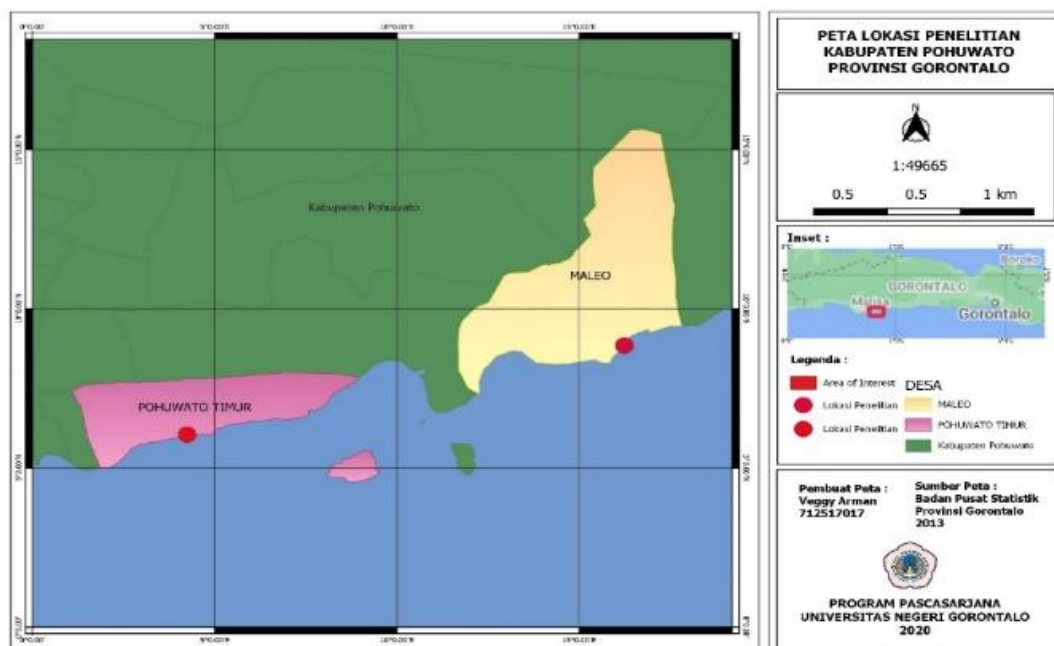 PETA LOKASI PENELITIAN
KABUPATEN POHUWATO
PROVINSI GORONTALO
N
1:49665
0.5 0.5 1 km
Kabupaten Pohuwato
MALEO
POHUWATO TIMUR
Inset :
GORONTALO
Gorontalo
Legenda :
Area of Interest
Lokasi Penelitian
Lokasi Penelitian
DESA
MALEO
POHUWATO TIMUR
Kabupaten Pohuwato
Pembuat Peta :
Veggy Arman
712517017
Sumber Peta :
Badan Pusat Statistik
Provinsi Gorontalo
2013
PROGRAM PASCASARJANA
UNIVERSITAS NEGERI GORONTALO
2020